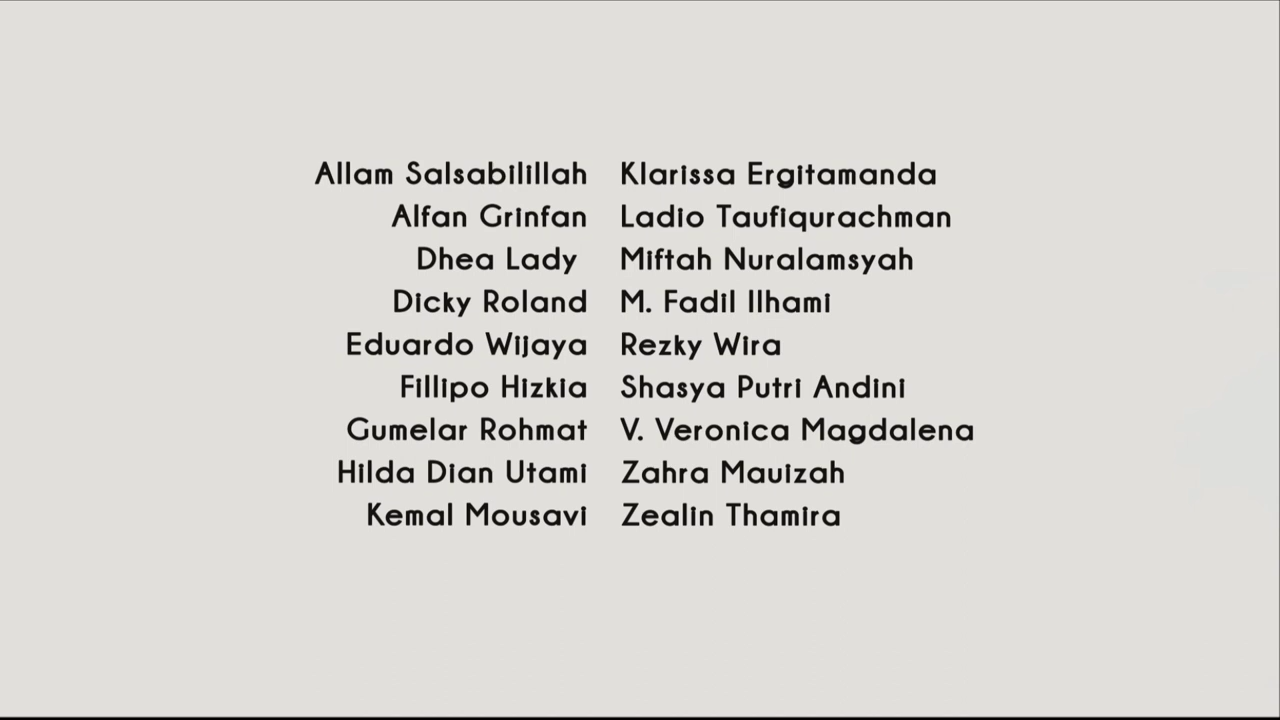 Allam Salsabilillah Klarissa Ergitamanda
Alfan Grinfan Ladio Taufiqurachman
Dhea Lady Miftah Nuralamsyah
Dicky Roland M. Fadil Ilhami
Eduardo Wijaya Rezky Wira
Fillipo Hizkia Shasya Putri Andini
Gumelar Rohmat V. Veronica Magdalena
Hilda Dian Utami Zahra Mauizah
Kemal Mousavi Zealin Thamira